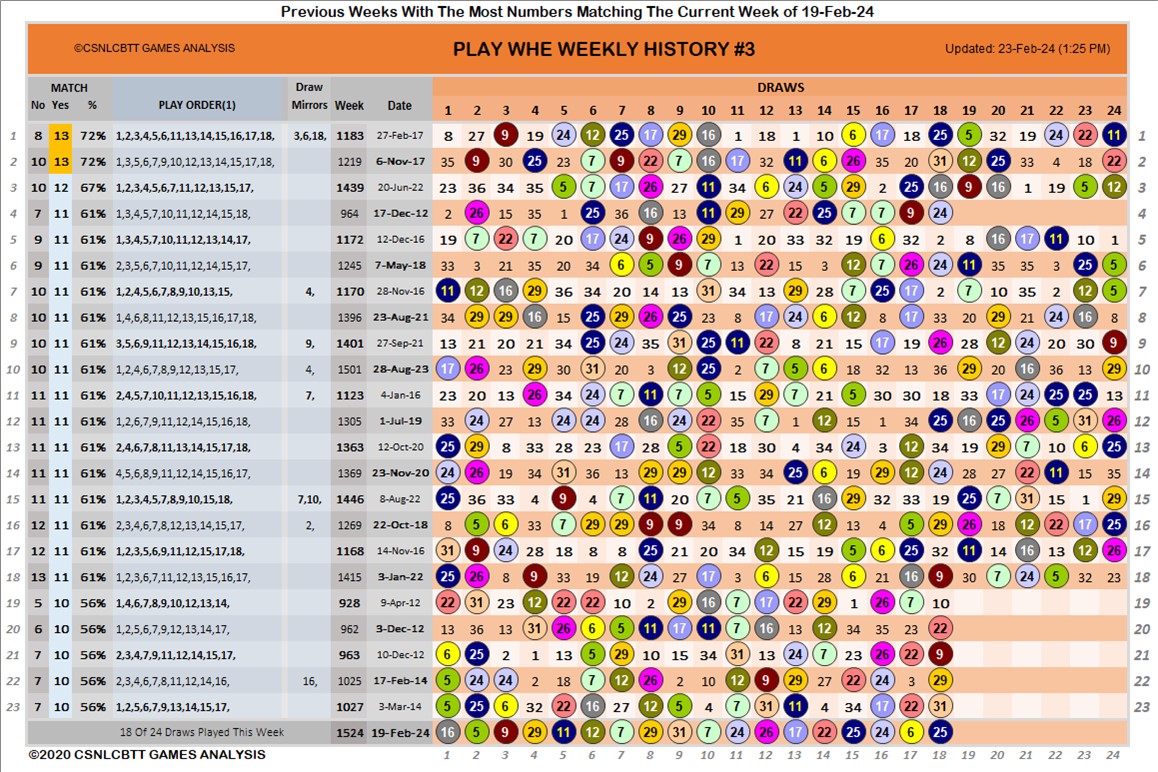 Previous Weeks With The Most Numbers Matching The Current Week of 19-Feb-24
©CSNLCBTT GAMES ANALYSIS PLAY WHE WEEKLY HISTORY #3 Updated: 23-Feb-24 (1:25 PM)
MATCH Draw DRAWS
No Yes % PLAY ORDER(1) Mirrors Week Date 1 2 3 4 5 6 7 8 9 10 11 12 13 14 15 16 17 18 19 20 21 22 23 24
1 8 13 72% 1,2,3,4,5,6,11,13,14,15,16,17,18, 3,6,18, 1183 27-Feb-17 8 27 9 19 24 12 25 17 29 16 1 18 1 10 6 17 18 25 5 32 19 24 22 11 1
2 10 13 72% 1,3,5,6,7,9,10,12,13,14,15,17,18, 1219 6-Nov-17 35 9 30 25 23 7 9 22 7 16 17 32 11 6 26 35 20 31 12 25 33 4 18 22 2
3 10 12 67% 1,2,3,4,5,6,7,11,12,13,15,17, 1439 20-Jun-22 23 36 34 35 5 7 17 26 27 11 34 6 24 5 29 2 25 16 9 16 1 19 5 12 3
4 7 11 61% 1,3,4,5,7,10,11,12,14,15,18, 964 17-Dec-12 2 26 15 35 1 25 36 16 13 11 29 27 22 25 7 7 9 24 4
5 9 11 61% 1,3,4,5,7,10,11,12,13,14,17, 1172 12-Dec-16 19 7 22 7 20 17 24 9 26 29 1 20 33 32 19 6 32 2 8 16 17 11 10 1 5
6 9 11 61% 2,3,5,6,7,10,11,12,14,15,17, 1245 7-May-18 33 3 21 35 20 34 6 5 9 7 13 22 15 3 12 7 26 24 11 35 35 3 25 5 6
7 10 11 61% 1,2,4,5,6,7,8,9,10,13,15, 4, 1170 28-Nov-16 11 12 16 29 36 34 20 14 13 31 34 13 29 28 7 25 17 2 7 10 35 2 12 5 7
8 10 11 61% 1,4,6,8,11,12,13,15,16,17,18, 1396 23-Aug-21 34 29 29 16 15 25 29 26 25 23 8 17 24 6 12 8 17 33 20 29 21 24 16 8 8
9 10 11 61% 3,5,6,9,11,12,13,14,15,16,18, 9, 1401 27-Sep-21 13 21 20 21 34 25 24 35 31 25 11 22 8 21 15 17 19 26 28 12 24 20 30 9 9
10 10 11 61% 1,2,4,6,7,8,9,12,13,15,17, 4, 1501 28-Aug-23 17 26 23 29 30 31 20 3 12 25 2 7 5 6 18 32 13 36 29 20 16 36 13 29 10
11 11 11 61% 2,4,5,7,10,11,12,13,15,16,18, 7, 1123 4-Jan-16 23 20 13 26 34 24 7 11 7 5 15 29 7 21 5 30 30 18 33 17 24 25 25 13 11
12 11 11 61% 1,2,6,7,9,11,12,15,16,18, 1305 1-Jul-19 33 24 27 13 24 24 28 16 24 22 12 7 1 12 15 1 34 25 16 25 26 5 31 26 12
13 11 11 61% 1,2,4,6,7,8,11,13,14,15,17,18, 1363 12-Oct-20 25 29 8 33 28 23 17 28 5 22 18 30 4 34 24 3 12 34 19 29 7 10 6 25 13
14 11 11 61% 4,5,6,8,9,11,12,14,15,16,17, 1369 23-Nov-20 24 26 19 34 31 36 13 29 29 12 33 34 25 6 19 29 12 24 28 27 22 11 15 35 14
15 11 11 61% 1,2,3,4,5,7,8,9,10,15,18, 7,10, 1446 8-Aug-22 25 36 33 4 9 4 7 11 20 7 5 35 21 16 29 32 33 19 25 7 31 15 1 29 15
16 12 11 61% 2,3,4,6,7,8,12,13,14,15,17, 2, 1269 22-Oct-18 8 5 6 33 7 29 29 9 9 34 8 14 27 12 13 4 5 29 26 18 12 22 17 25 16
17 12 11 61% 1,2,3,5,6,9,11,12,15,17,18, 1168 14-Nov-16 31 9 24 28 18 8 8 25 21 20 34 12 15 19 5 6 25 32 11 14 16 13 12 26 17
18 13 11 61% 1,2,3,6,7,11,12,13,15,16,17, 1415 3-Jan-22 25 26 8 9 33 19 12 24 27 17 3 6 15 28 6 21 16 9 30 7 24 5 32 23 18
19 5 10 56% 1,4,6,7,8,9,10,12,13,14, 928 9-Apr-12 22 31 23 12 22 22 10 2 29 16 7 17 22 29 1 26 7 10 19
20 6 10 56% 1,2,5,6,7,9,12,13,14,17, 962 3-Dec-12 13 36 13 31 26 6 5 11 17 11 7 16 13 12 34 35 23 22 20
21 7 10 56% 2,3,4,7,9,11,12,14,15,17, 963 10-Dec-12 6 25 2 1 13 5 29 10 15 34 31 13 24 7 23 26 22 9 21
22 7 10 56% 2,3,4,6,7,8,11,12,14,16, 16, 1025 17-Feb-14 5 24 24 2 18 7 12 26 2 10 12 9 29 27 22 24 3 29 22
23 7 10 56% 1,2,5,6,7,9,13,14,15,17, 1027 3-Mar-14 5 25 6 32 22 16 27 12 5 4 7 31 11 4 34 17 22 31 23
18 Of 24 Draws Played This Week 1524 19-Feb-24 16 5 9 29 11 12 7 29 31 7 24 26 17 22 25 24 6 25
©2020 CSNLCBTT GAMES ANALYSIS 1 2 3 4 5 6 7 8 9 10 11 12 13 14 15 16 17 18 19 20 21 22 23 24